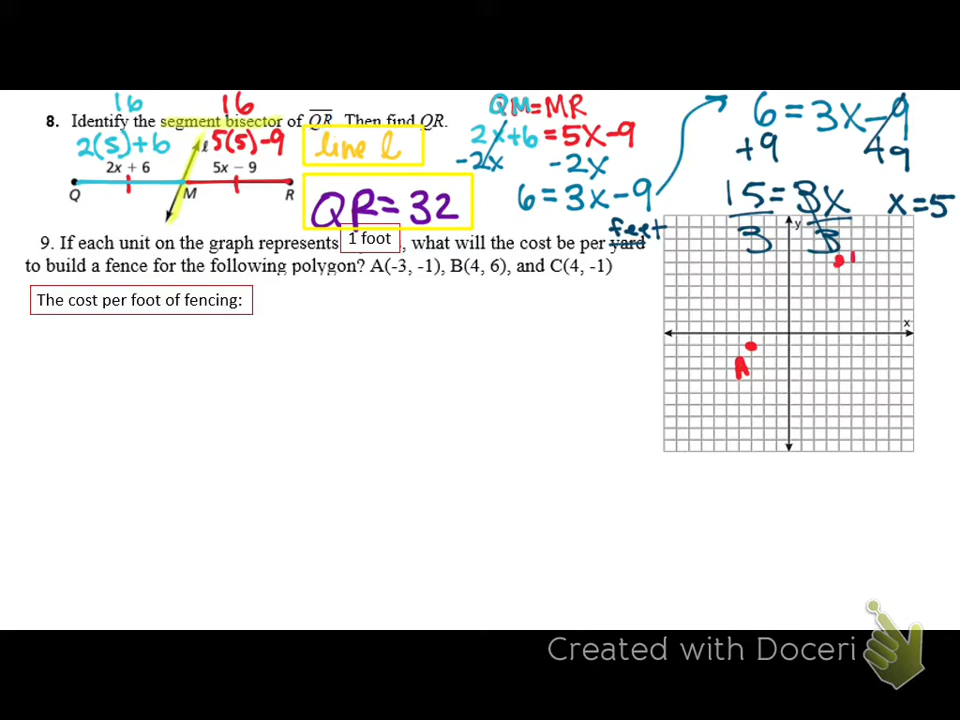 16 16 QM=MR 6=3x-9
8. Identify the segment bisector of QR. Then find QR.
2(5)+6 l 5(5)-9 line l 2x+6=5x-9 +9 +9
2x + 6 5x − 9 -2x -2x
Q M R QR=32 6=3x-9 15=3x x=5
3 3
feet
9. If each unit on the graph represents 1 foot, what will the cost be per yard
to build a fence for the following polygon? A(-3, -1), B(4, 6), and C(4, -1)
The cost per foot of fencing:
y
x
A
Created with Doceri